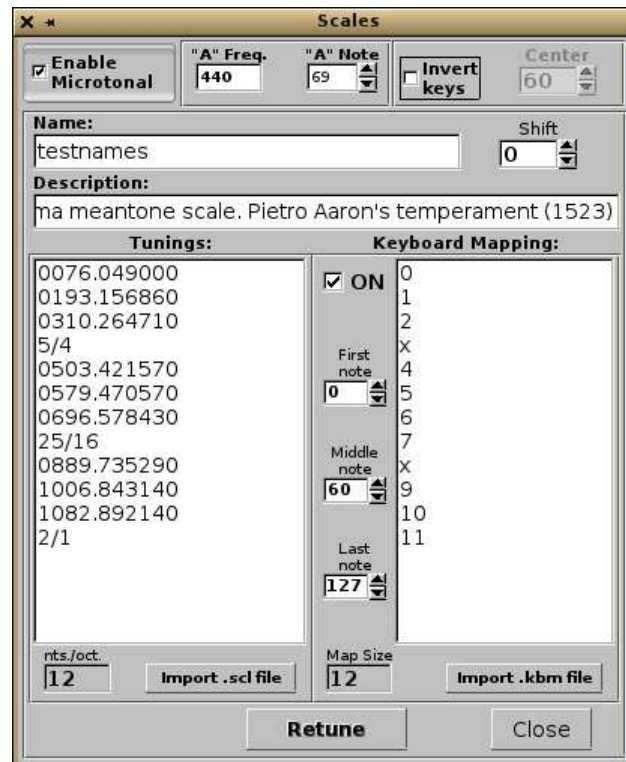 Scales
Enable
Microtonal
"A" Freq.
440
"A" Note
69
Invert
keys
Center
60
Name:
testnames
Shift
0
Description:
ma meantone scale. Pietro Aaron's temperament (1523)
Tunings:
0076.049000
0193.156860
0310.264710
5/4
0503.421570
0579.470570
0696.578430
25/16
0889.735290
1006.843140
1082.892140
2/1
nts./oct.
12
Import .scl file
Keyboard Mapping:
ON
First
note
0
Middle
note
60
Last
note
127
0
1
2
x
4
5
6
7
x
9
10
11
Map Size
12
Import .kbm file
Retune
Close